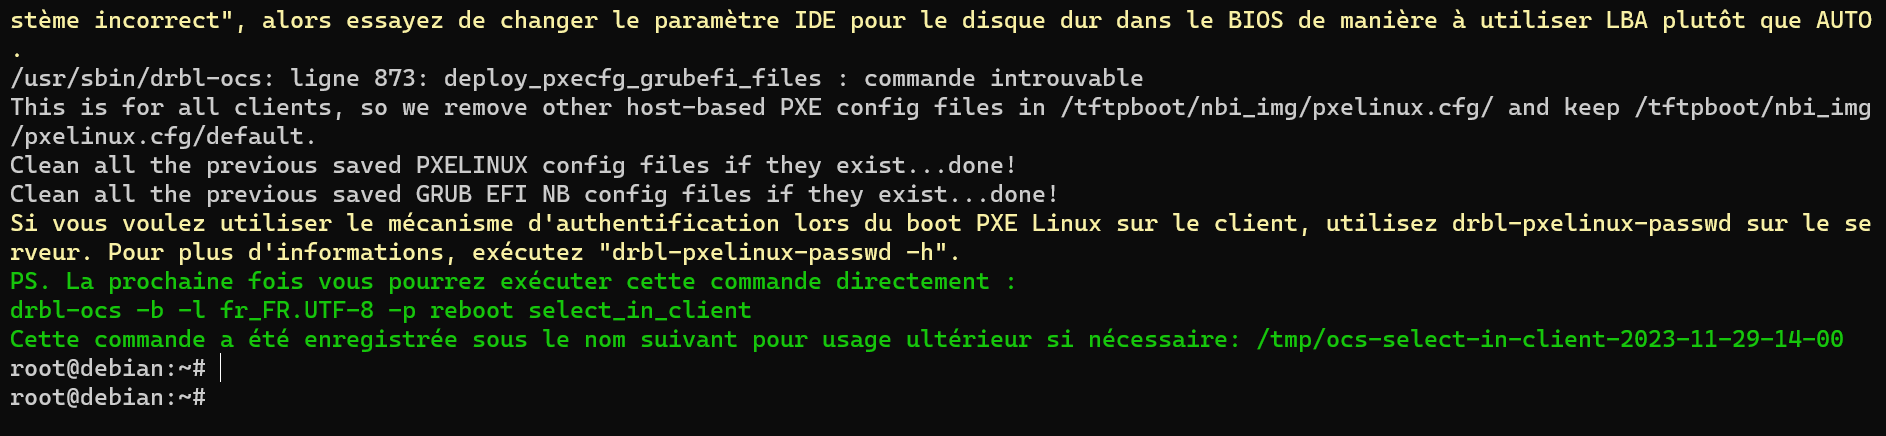 stème incorrect", alors essayez de changer le paramètre IDE pour le disque dur dans le BIOS de manière à utiliser LBA plutôt que AUTO
.
/usr/sbin/drbl-ocs: ligne 873: deploy_pxecfg_grubefi_files : commande introuvable
This is for all clients, so we remove other host-based PXE config files in /tftpboot/nbi_img/pxelinux.cfg/ and keep /tftpboot/nbi_img
/pxelinux.cfg/default.
Clean all the previous saved PXELINUX config files if they exist...done!
Clean all the previous saved GRUB EFI NB config files if they exist...done!
Si vous voulez utiliser le mécanisme d'authentification lors du boot PXE Linux sur le client, utilisez drbl-pxelinux-passwd sur le se
rveur. Pour plus d'informations, exécutez "drbl-pxelinux-passwd -h".
PS. La prochaine fois vous pourrez exécuter cette commande directement :
drbl-ocs -b -l fr_FR.UTF-8 -p reboot select_in_client
Cette commande a été enregistrée sous le nom suivant pour usage ultérieur si nécessaire: /tmp/ocs-select-in-client-2023-11-29-14-00
root@debian:~#
root@debian:~#